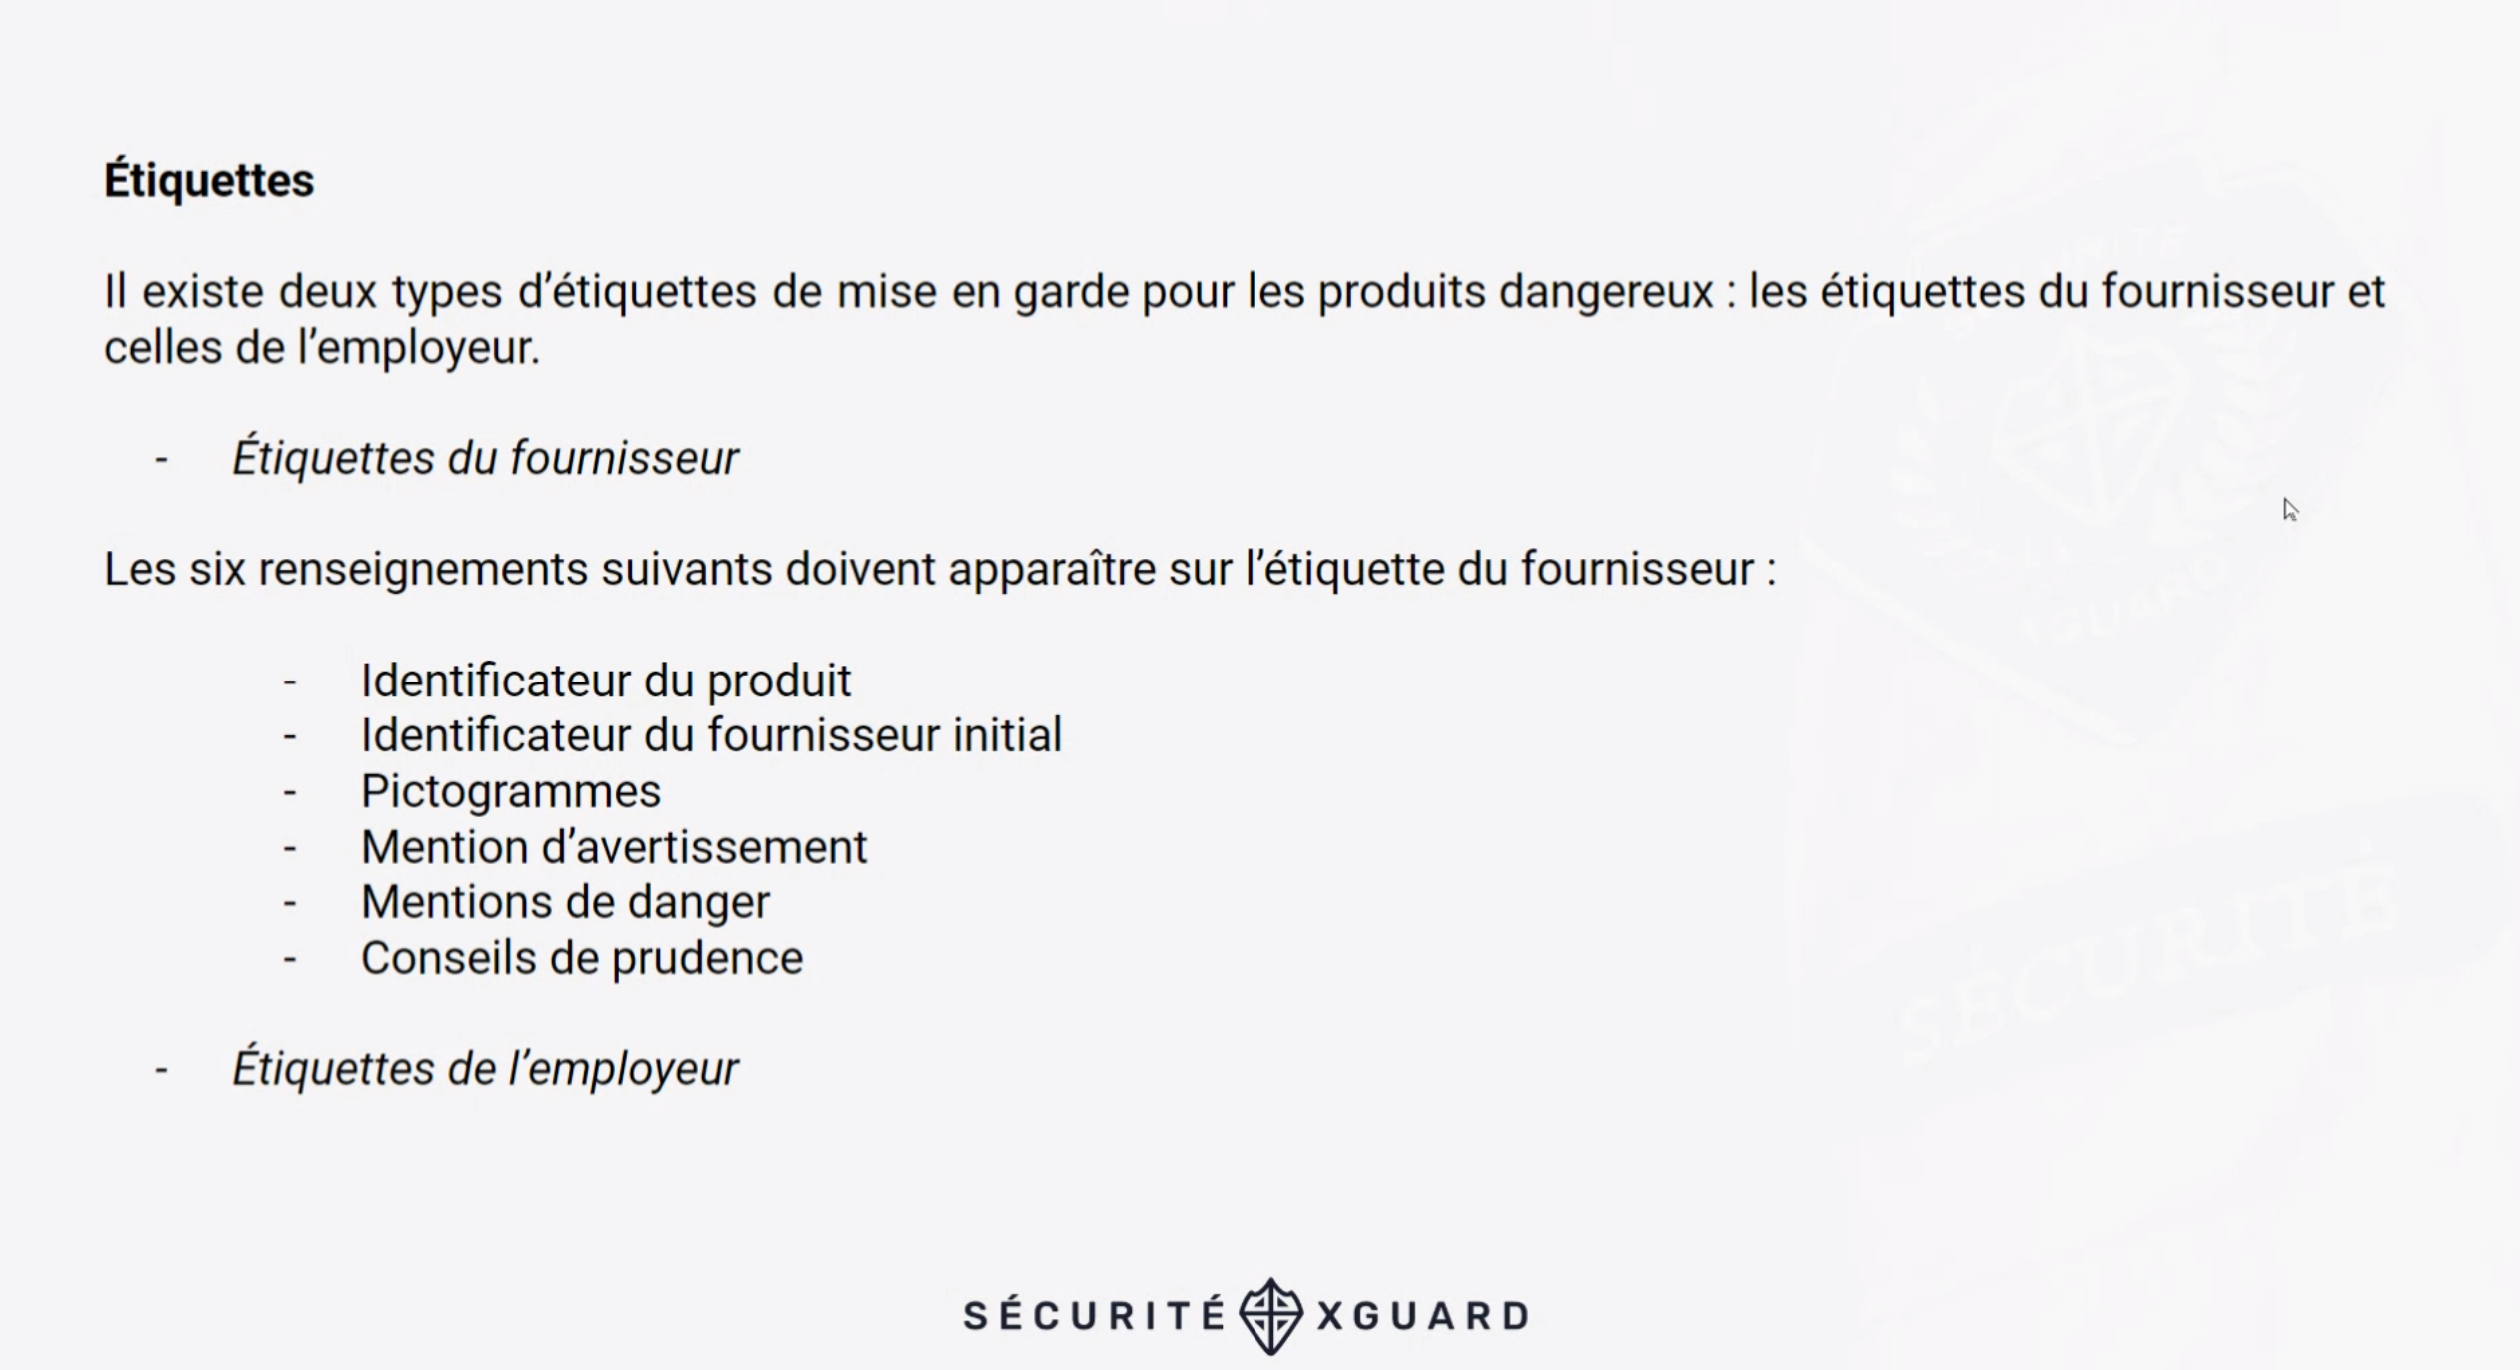 Étiquettes
Il existe deux types d’étiquettes de mise en garde pour les produits dangereux : les étiquettes du fournisseur et
celles de l’employeur.
- Étiquettes du fournisseur
Les six renseignements suivants doivent apparaître sur l’étiquette du fournisseur :
- Identificateur du produit
- Identificateur du fournisseur initial
- Pictogrammes
- Mention d’avertissement
- Mentions de danger
- Conseils de prudence
- Étiquettes de l’employeur
SÉCURITÉ
SÉCURITÉ XGUARD